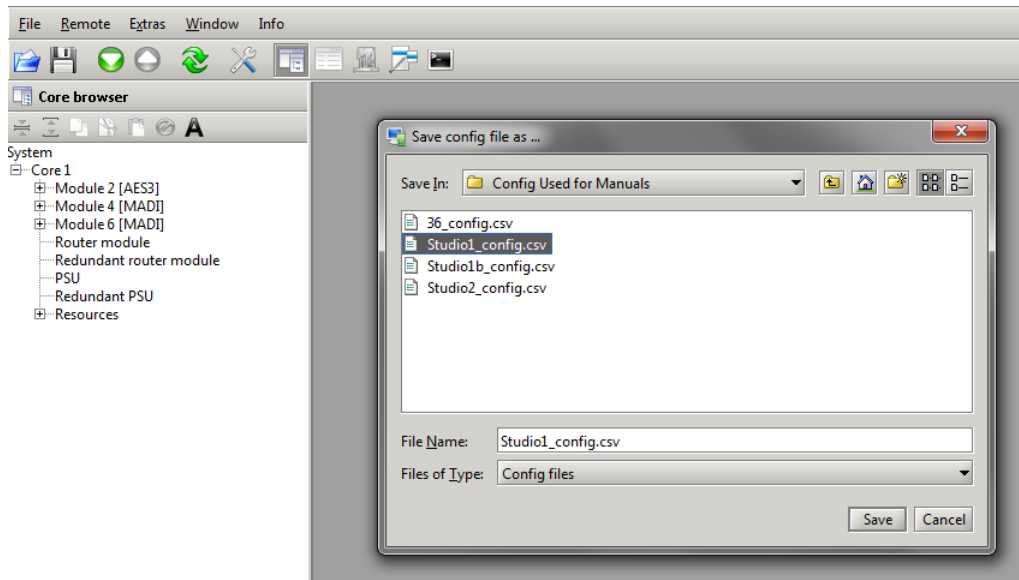 File Remote Extras Window Info
Core browser
A
System
Core 1
Module 2 [AES3]
Module 4 [MADI]
Module 6 [MADI]
Router module
Redundant router module
PSU
Redundant PSU
Resources
Save config file as ...
Save In: Config Used for Manuals
36_config.csv
Studio1_config.csv
Studio1b_config.csv
Studio2_config.csv
File Name: Studio1_config.csv
Files of Type: Config files
Save Cancel